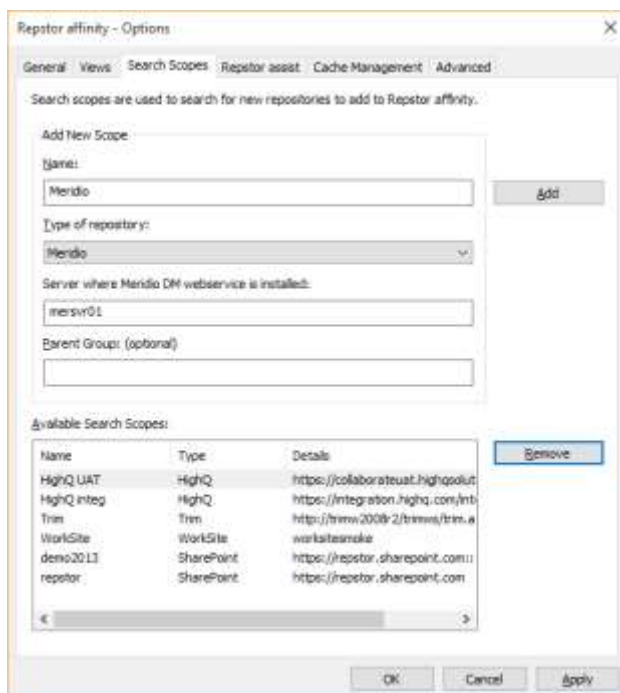 Repstor affinity - Options
General Views Search Scopes Repstor assist Cache Management Advanced
Search scopes are used to search for new repositories to add to Repstor affinity.
Add New Scope
Name:
Meridio
Add
Type of repository:
Meridio
Server where Meridio DM webservice is installed:
mersvr01
Parent Group: (optional)
Available Search Scopes:
Remove
Name Type Details
HighQ UAT HighQ https://collaborateuat.highqsolut
HighQ integ HighQ https://integration.highq.com/int
Trim Trim http://trimw2008r2/trimws/trim.a
WorkSite WorkSite worksitesmoke
demo2013 SharePoint https://repstor.sharepoint.com::
repstor SharePoint https://repstor.sharepoint.com
OK Cancel Apply